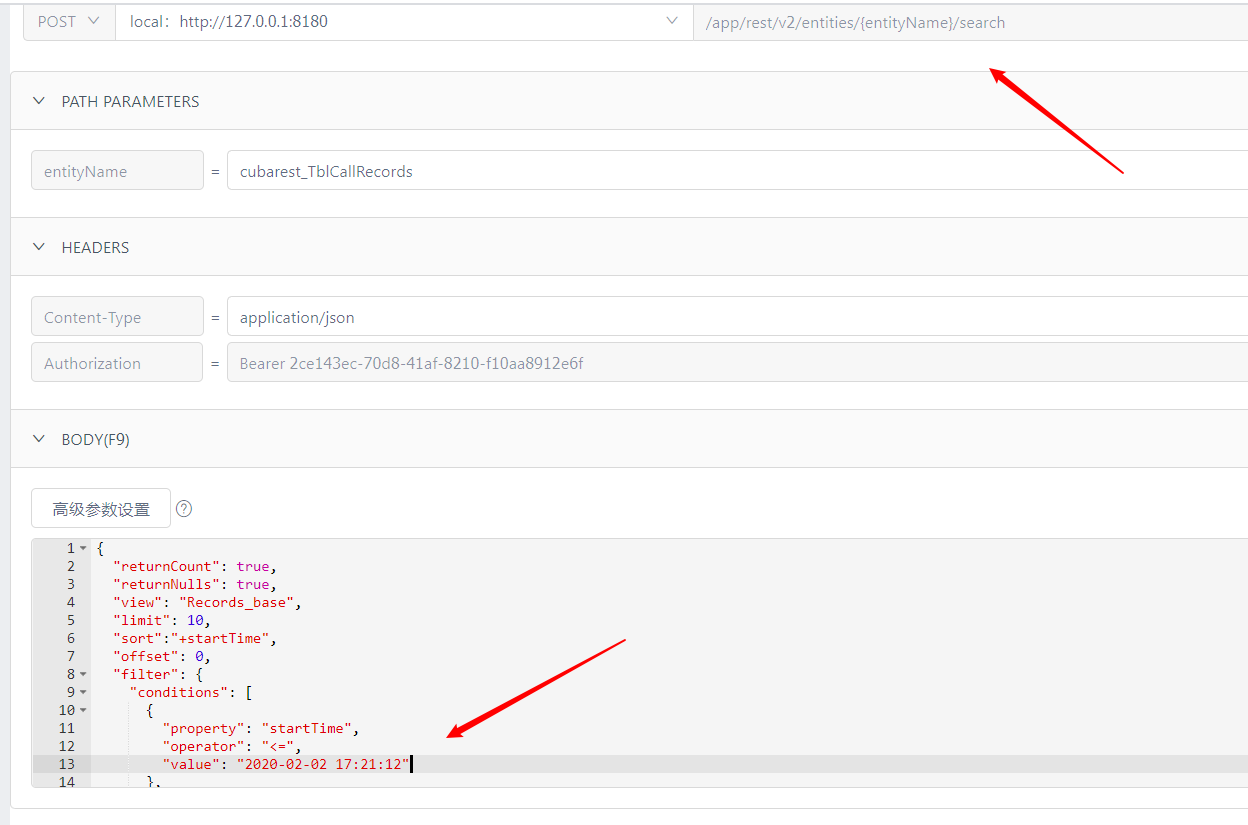 POST local: http://127.0.0.1:8180 /app/rest/v2/entities/{entityName}/search
PATH PARAMETERS
entityName = cubarest_TblCallRecords
HEADERS
Content-Type = application/json
Authorization = Bearer 2ce143ec-70d8-41af-8210-f10aa8912e6f
BODY(F9)
高级参数设置 ?
1 {
2 "returnCount": true,
3 "returnNulls": true,
4 "view": "Records_base",
5 "limit": 10,
6 "sort":"+startTime",
7 "offset": 0,
8 "filter": {
9 "conditions": [
10 {
11 "property": "startTime",
12 "operator": "<=",
13 "value": "2020-02-02 17:21:12"
14 },